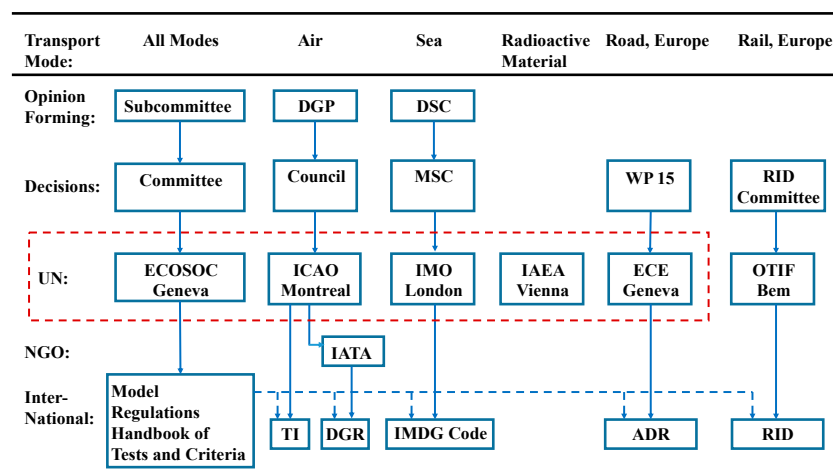 Transport Mode:
All Modes
Air
Sea
Radioactive Material
Road, Europe
Rail, Europe
Opinion Forming:
Subcommittee
DGP
DSC
Decisions:
Committee
Council
MSC
WP 15
RID Committee
UN:
ECOSOC Geneva
ICAO Montreal
IMO London
IAEA Vienna
ECE Geneva
OTIF Bem
NGO:
IATA
Inter-National:
Model
Regulations
Handbook of
Tests and Criteria
TI
DGR
IMDG Code
ADR
RID